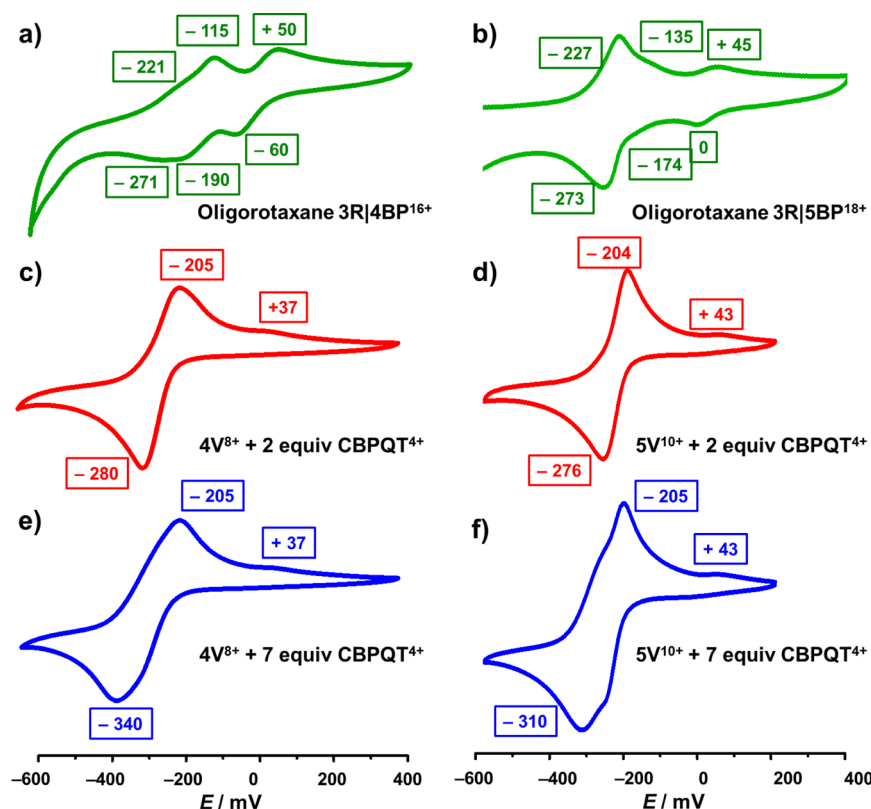 a)
– 115
+ 50
– 221
– 60
– 271
– 190
Oligorotaxane 3R|4BP¹⁶⁺
b)
– 227
– 135
+ 45
0
– 174
– 273
Oligorotaxane 3R|5BP¹⁸⁺
c)
– 205
+37
4V⁸⁺ + 2 equiv CBPQT⁴⁺
– 280
d)
– 204
+ 43
5V¹⁰⁺ + 2 equiv CBPQT⁴⁺
– 276
e)
– 205
+ 37
4V⁸⁺ + 7 equiv CBPQT⁴⁺
– 340
f)
– 205
+ 43
5V¹⁰⁺ + 7 equiv CBPQT⁴⁺
– 310
–600 –400 –200 0 200 400
E / mV
–600 –400 –200 0 200 400
E / mV